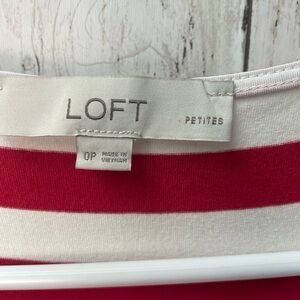 LOFT
PETITES
0P MADE IN
VIETNAM